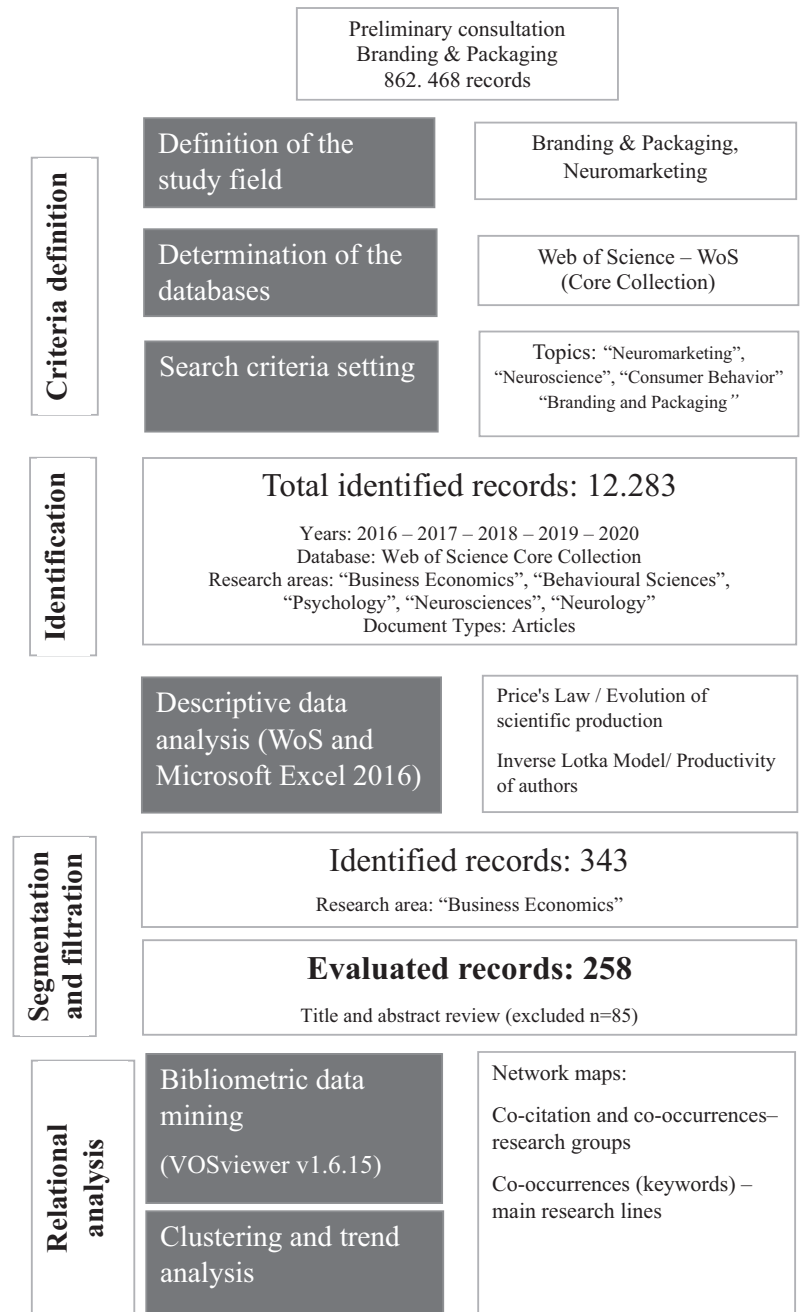 Preliminary consultation
Branding & Packaging
862. 468 records
Criteria definition
Definition of the
study field
Branding & Packaging,
Neuromarketing
Determination of the
databases
Web of Science – WoS
(Core Collection)
Search criteria setting
Topics: “Neuromarketing”,
“Neuroscience”, “Consumer Behavior”
“Branding and Packaging”
Identification
Total identified records: 12.283
Years: 2016 – 2017 – 2018 – 2019 – 2020
Database: Web of Science Core Collection
Research areas: “Business Economics”, “Behavioural Sciences”,
“Psychology”, “Neurosciences”, “Neurology”
Document Types: Articles
Descriptive data
analysis (WoS and
Microsoft Excel 2016)
Price's Law / Evolution of
scientific production
Inverse Lotka Model/ Productivity
of authors
Segmentation
and filtration
Identified records: 343
Research area: “Business Economics”
Evaluated records: 258
Title and abstract review (excluded n=85)
Relational
analysis
Bibliometric data
mining
(VOSviewer v1.6.15)
Clustering and trend
analysis
Network maps:
Co-citation and co-occurrences–
research groups
Co-occurrences (keywords) –
main research lines